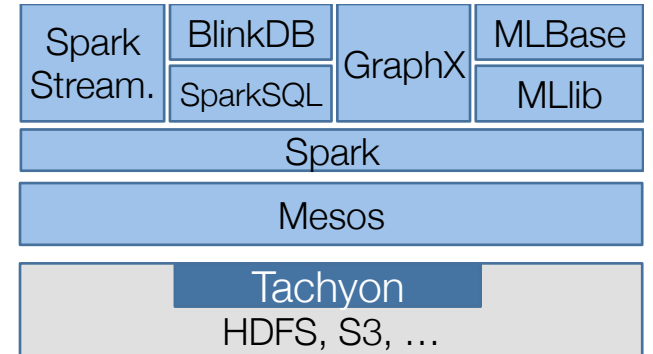 Spark
Stream.
BlinkDB
SparkSQL
GraphX
MLBase
MLlib
Spark
Mesos
Tachyon
HDFS, S3, …